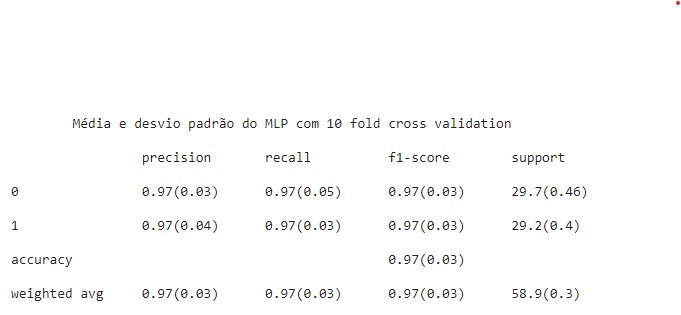 Média e desvio padrão do MLP com 10 fold cross validation
precision recall f1-score support
0 0.97(0.03) 0.97(0.05) 0.97(0.03) 29.7(0.46)
1 0.97(0.04) 0.97(0.03) 0.97(0.03) 29.2(0.4)
accuracy 0.97(0.03)
weighted avg 0.97(0.03) 0.97(0.03) 0.97(0.03) 58.9(0.3)